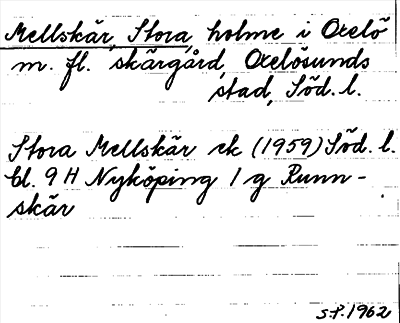 Mellskär, Stora, holme i Oxelö
m. fl. skärgård, Oxelösunds
stad, Söd. l.
Stora Mellskär ek (1959) Söd. l.
bl. 9 H Nyköping 1 g Runn-
skär
S.P. 1962